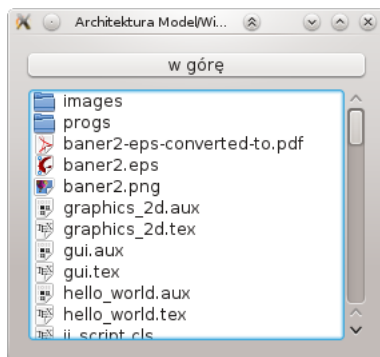 Architektura Model/Wi...
w górę
images
progs
baner2-eps-converted-to.pdf
baner2.eps
baner2.png
graphics_2d.aux
graphics_2d.tex
gui.aux
gui.tex
hello_world.aux
hello_world.tex